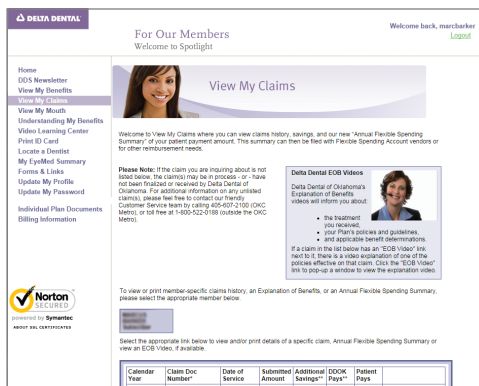 DELTA DENTAL
For Our Members
Welcome to Spotlight
Welcome back, marcbarker
Logout
Home
DDS Newsletter
View My Benefits
View My Claims
View My Mouth
Understanding My Benefits
Video Learning Center
Print ID Card
Locate a Dentist
My EyeMed Summary
Forms & Links
Update My Profile
Update My Password
Individual Plan Documents
Billing Information
Norton
SECURED
powered by Symantec
ABOUT SSL CERTIFICATES
View My Claims
Welcome to View My Claims where you can view claims history, savings, and our new "Annual Flexible Spending
Summary" of your patient payment amount. This summary can then be filed with Flexible Spending Account vendors or
for other reimbursement needs.
Please Note: If the claim you are inquiring about is not
listed below, the claim(s) may be in process - or - have
not been finalized or received by Delta Dental of
Oklahoma. For additional information on any unlisted
claim(s), please feel free to contact our friendly
Customer Service team by calling 405-607-2100 (OKC
Metro), or toll free at 1-800-522-0188 (outside the OKC
Metro).
Delta Dental EOB Videos
Delta Dental of Oklahoma's
Explanation of Benefits
videos will inform you about:
• the treatment
you received,
• your Plan's policies and guidelines,
• and applicable benefit determinations.
If a claim in the list below has an "EOB Video" link
next to it, there is a video explanation of one of the
policies effective on that claim. Click the "EOB Video"
link to pop-up a window to view the explanation video.
To view or print member-specific claims history, an Explanation of Benefits, or an Annual Flexible Spending Summary,
please select the appropriate member below.
Select the appropriate link below to view and/or print details of a specific claim, Annual Flexible Spending Summary or
view an EOB Video, if available.
Calendar Year Claim Doc Number* Date of Service Submitted Amount Additional Savings** DDOK Pays** Patient Pays